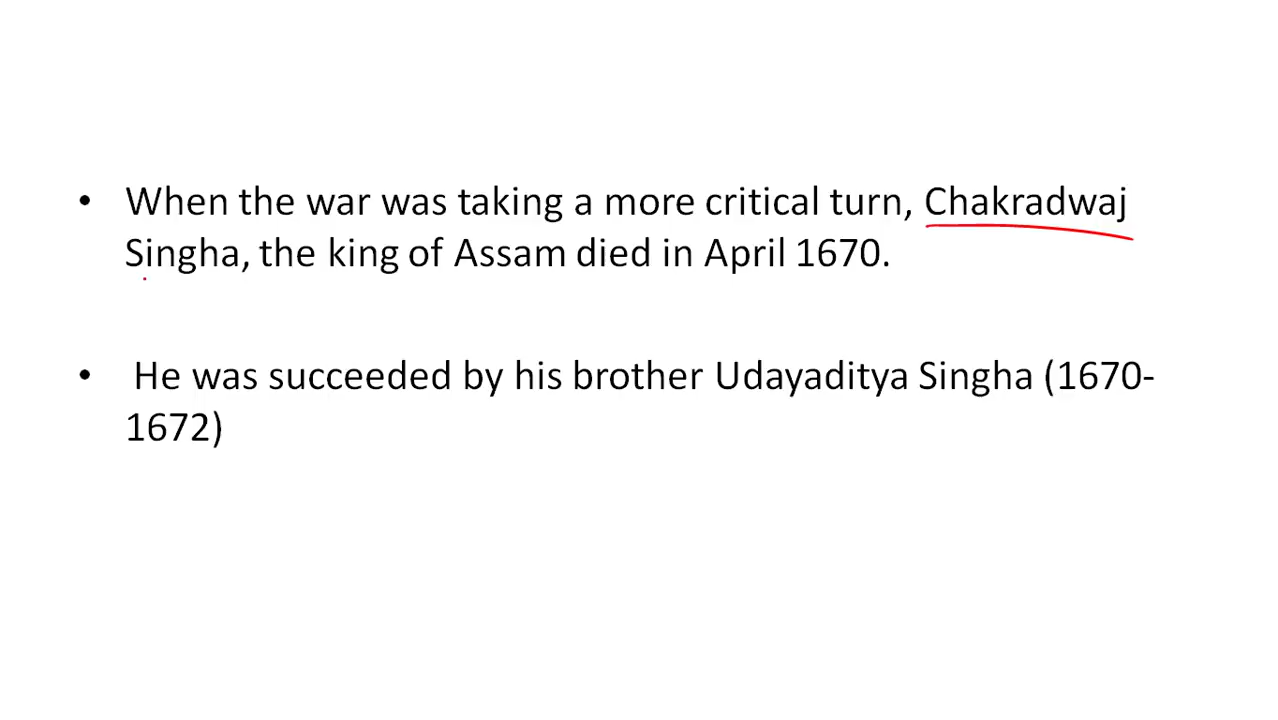 • When the war was taking a more critical turn, Chakradwaj
Singha, the king of Assam died in April 1670.
• He was succeeded by his brother Udayaditya Singha (1670-
1672)